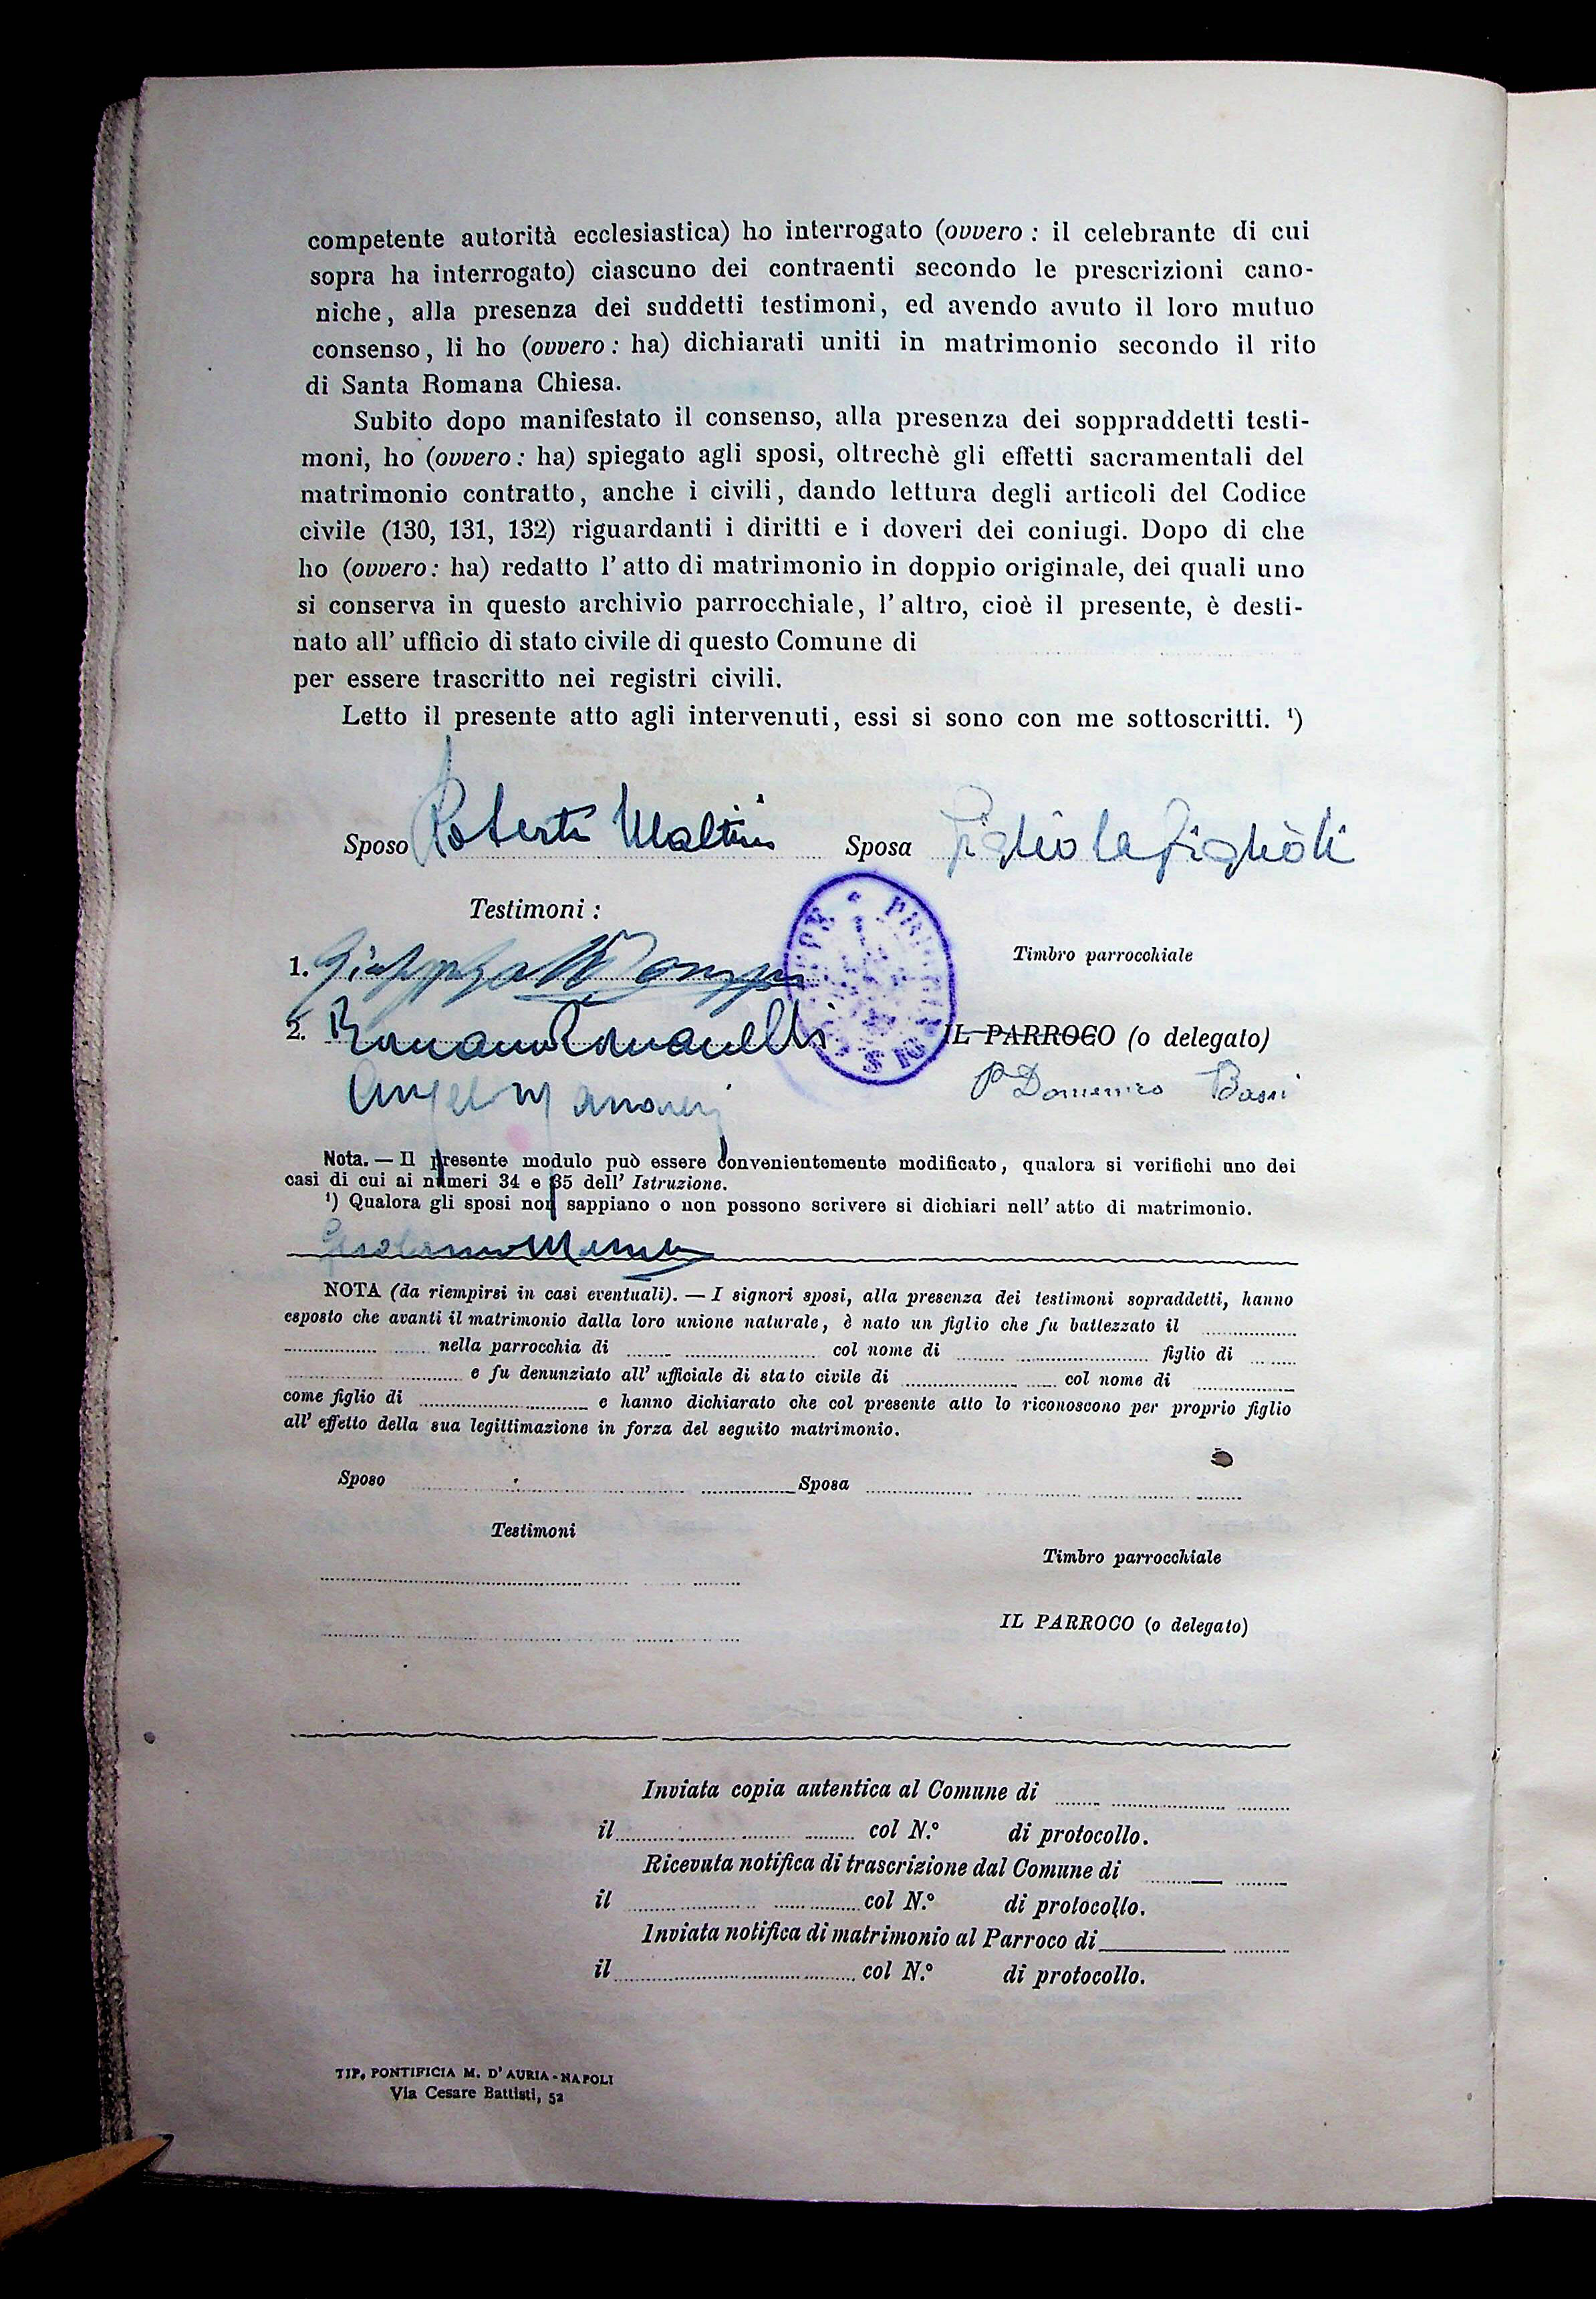 competente autorità ecclesiastica) ho interrogato (ovvero : il celebrante di cui
sopra ha interrogato) ciascuno dei contraenti secondo le prescrizioni cano-
niche, alla presenza dei suddetti testimoni, ed avendo avuto il loro mutuo
consenso, li ho (ovvero : ha) dichiarati uniti in matrimonio secondo il rito
di Santa Romana Chiesa.
Subito dopo manifestato il consenso, alla presenza dei soppraddetti testi-
moni, ho (ovvero : ha) spiegato agli sposi, oltrechè gli effetti sacramentali del
matrimonio contratto, anche i civili, dando lettura degli articoli del Codice
civile (130, 131, 132) riguardanti i diritti e i doveri dei coniugi. Dopo di che
ho (ovvero : ha) redatto l'atto di matrimonio in doppio originale, dei quali uno
si conserva in questo archivio parrocchiale, l'altro, cioè il presente, è desti-
nato all'ufficio di stato civile di questo Comune di
per essere trascritto nei registri civili.
Letto il presente atto agli intervenuti, essi si sono con me sottoscritti. ¹)
Sposo Sposa
Testimoni :
Timbro parrocchiale
1.
2. Romano Romanelli IL PARROCO (o delegato)
P Domenico Bassi
Nota. — Il presente modulo può essere convenientemente modificato, qualora si verifichi uno dei
casi di cui ai numeri 34 e 35 dell' Istruzione.
¹) Qualora gli sposi non sappiano o non possono scrivere si dichiari nell' atto di matrimonio.
NOTA (da riempirsi in casi eventuali). — I signori sposi, alla presenza dei testimoni sopraddetti, hanno
esposto che avanti il matrimonio dalla loro unione naturale, è nato un figlio che fu battezzato il
nella parrocchia di col nome di figlio di
e fu denunziato all' ufficiale di stato civile di col nome di
come figlio di e hanno dichiarato che col presente atto lo riconoscono per proprio figlio
all' effetto della sua legittimazione in forza del seguito matrimonio.
Sposo Sposa
Testimoni
Timbro parrocchiale
IL PARROCO (o delegato)
Inviata copia autentica al Comune di
il col N.º di protocollo.
Ricevuta notifica di trascrizione dal Comune di
il col N.º di protocollo.
Inviata notifica di matrimonio al Parroco di
il col N.º di protocollo.
TIP. PONTIFICIA M. D'AURIA - NAPOLI
Via Cesare Battisti, 52